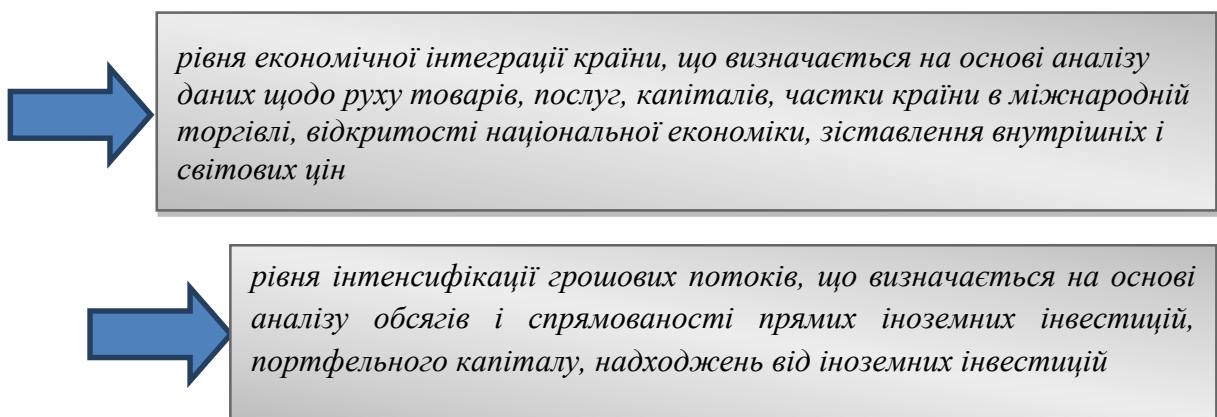 рівня економічної інтеграції країни, що визначається на основі аналізу
даних щодо руху товарів, послуг, капіталів, частки країни в міжнародній
торгівлі, відкритості національної економіки, зіставлення внутрішніх і
світових цін
рівня інтенсифікації грошових потоків, що визначається на основі
аналізу обсягів і спрямованості прямих іноземних інвестицій,
портфельного капіталу, надходжень від іноземних інвестицій